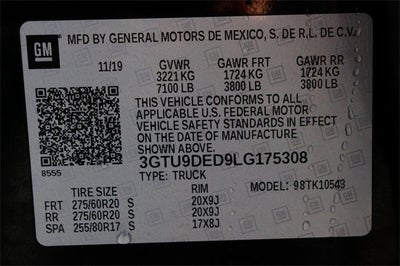 GM MFD BY GENERAL MOTORS DE MEXICO, S. DE R.L. DE C.V.
11/19 GVWR GAWR FRT GAWR RR
3221 KG 1724 KG 1724 KG
7100 LB 3800 LB 3800 LB
THIS VEHICLE CONFORMS TO ALL
APPLICABLE U.S. FEDERAL MOTOR
VEHICLE SAFETY STANDARDS IN EFFECT
ON THE DATE OF MANUFACTURE
SHOWN ABOVE.
8555 3GTU9DED9LG175308
TYPE: TRUCK MODEL: 98TK10543
TIRE SIZE RIM
FRT 275/60R20 S 20X9J
RR 275/60R20 S 20X9J
SPA 255/80R17 S 17X8J